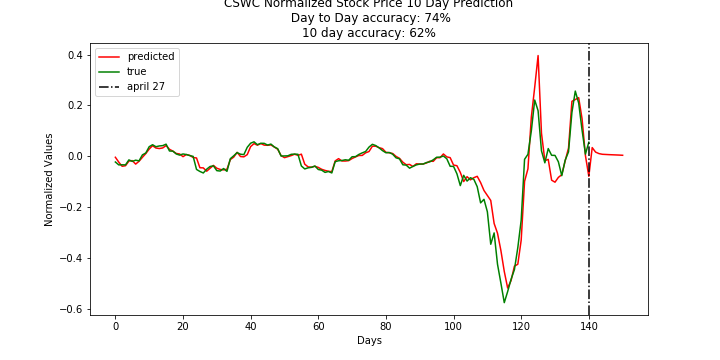 CSWC Normalized Stock Price 10 Day Prediction
Day to Day accuracy: 74%
10 day accuracy: 62%
predicted
true
april 27
Normalized Values
0.4
0.2
0.0
−0.2
−0.4
−0.6
0 20 40 60 80 100 120 140
Days